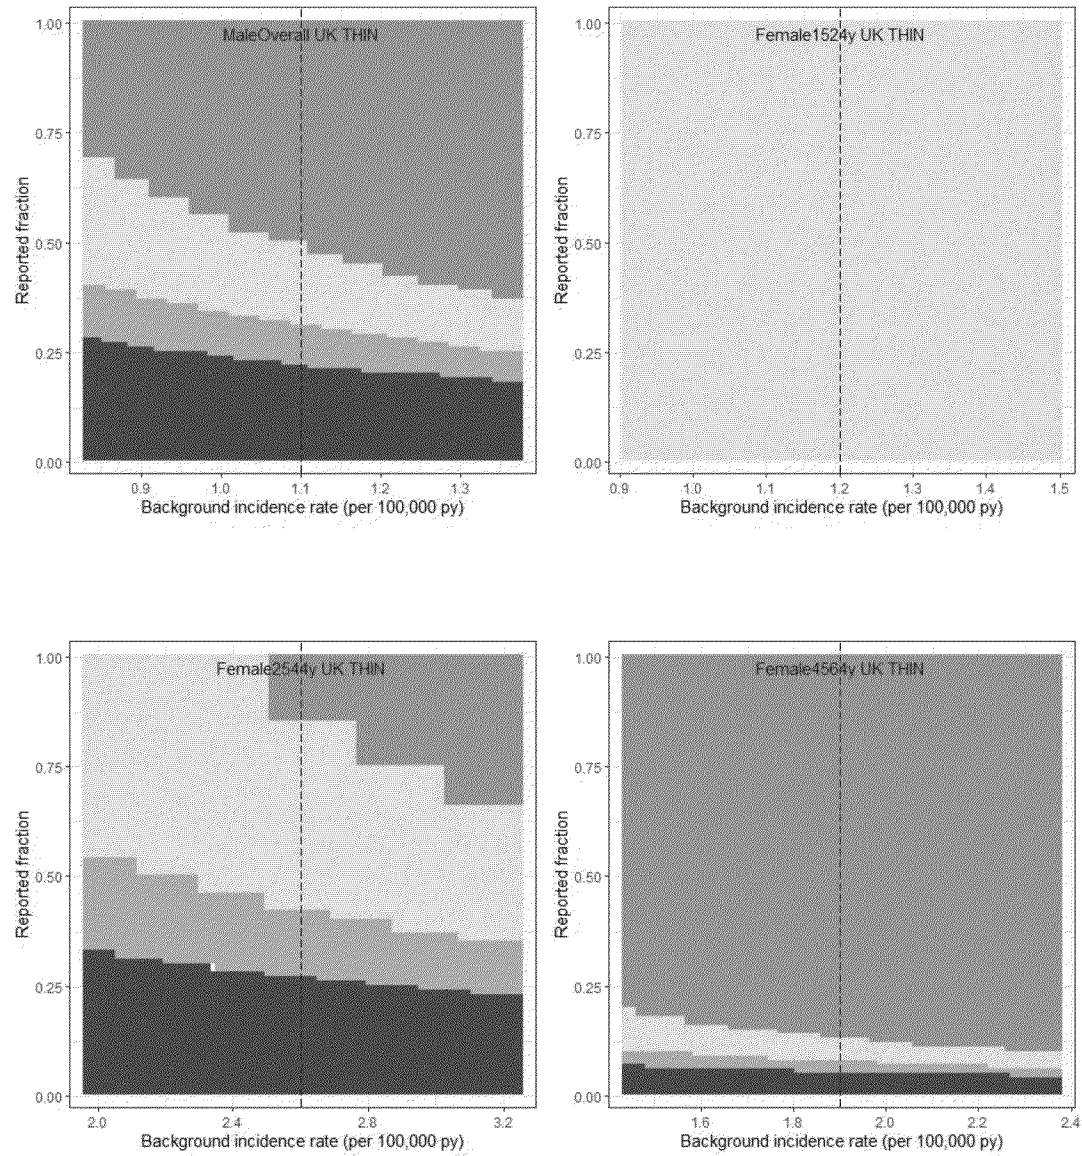 MaleOverall UK THIN
1.00
0.75
0.50
0.25
0.00
Reported fraction
0.9 1.0 1.1 1.2 1.3
Background incidence rate (per 100,000 py)
Female1524y UK THIN
1.00
0.75
0.50
0.25
0.00
Reported fraction
0.9 1.0 1.1 1.2 1.3 1.4 1.5
Background incidence rate (per 100,000 py)
Female2544y UK THIN
1.00
0.75
0.50
0.25
0.00
Reported fraction
2.0 2.4 2.8 3.2
Background incidence rate (per 100,000 py)
Female4564y UK THIN
1.00
0.75
0.50
0.25
0.00
Reported fraction
1.6 1.8 2.0 2.2 2.4
Background incidence rate (per 100,000 py)